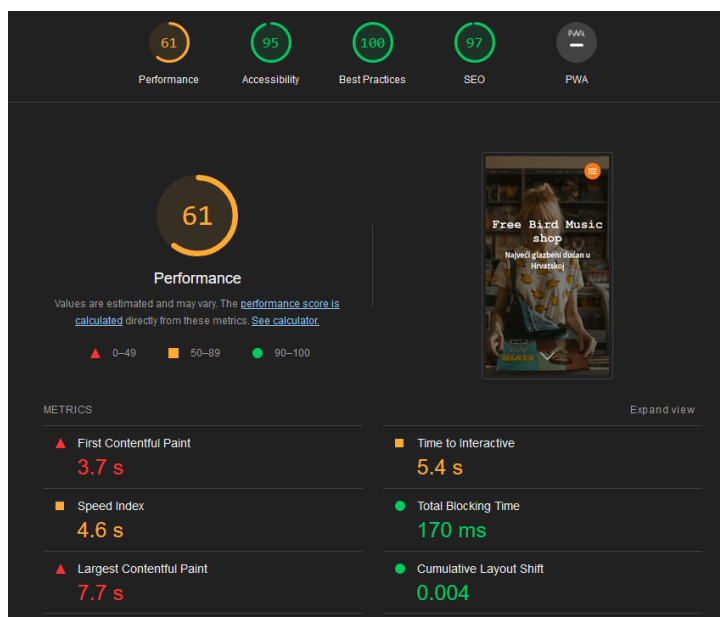 61
95
100
97
PWA
Performance
Accessibility
Best Practices
SEO
PWA
61
Performance
Values are estimated and may vary. The performance score is
calculated directly from these metrics. See calculator.
0–49
50–89
90–100
Free Bird Music
shop
Najveći glazbeni dućan u
Hrvatskoj
METRICS
Expand view
First Contentful Paint
3.7 s
Time to Interactive
5.4 s
Speed Index
4.6 s
Total Blocking Time
170 ms
Largest Contentful Paint
7.7 s
Cumulative Layout Shift
0.004